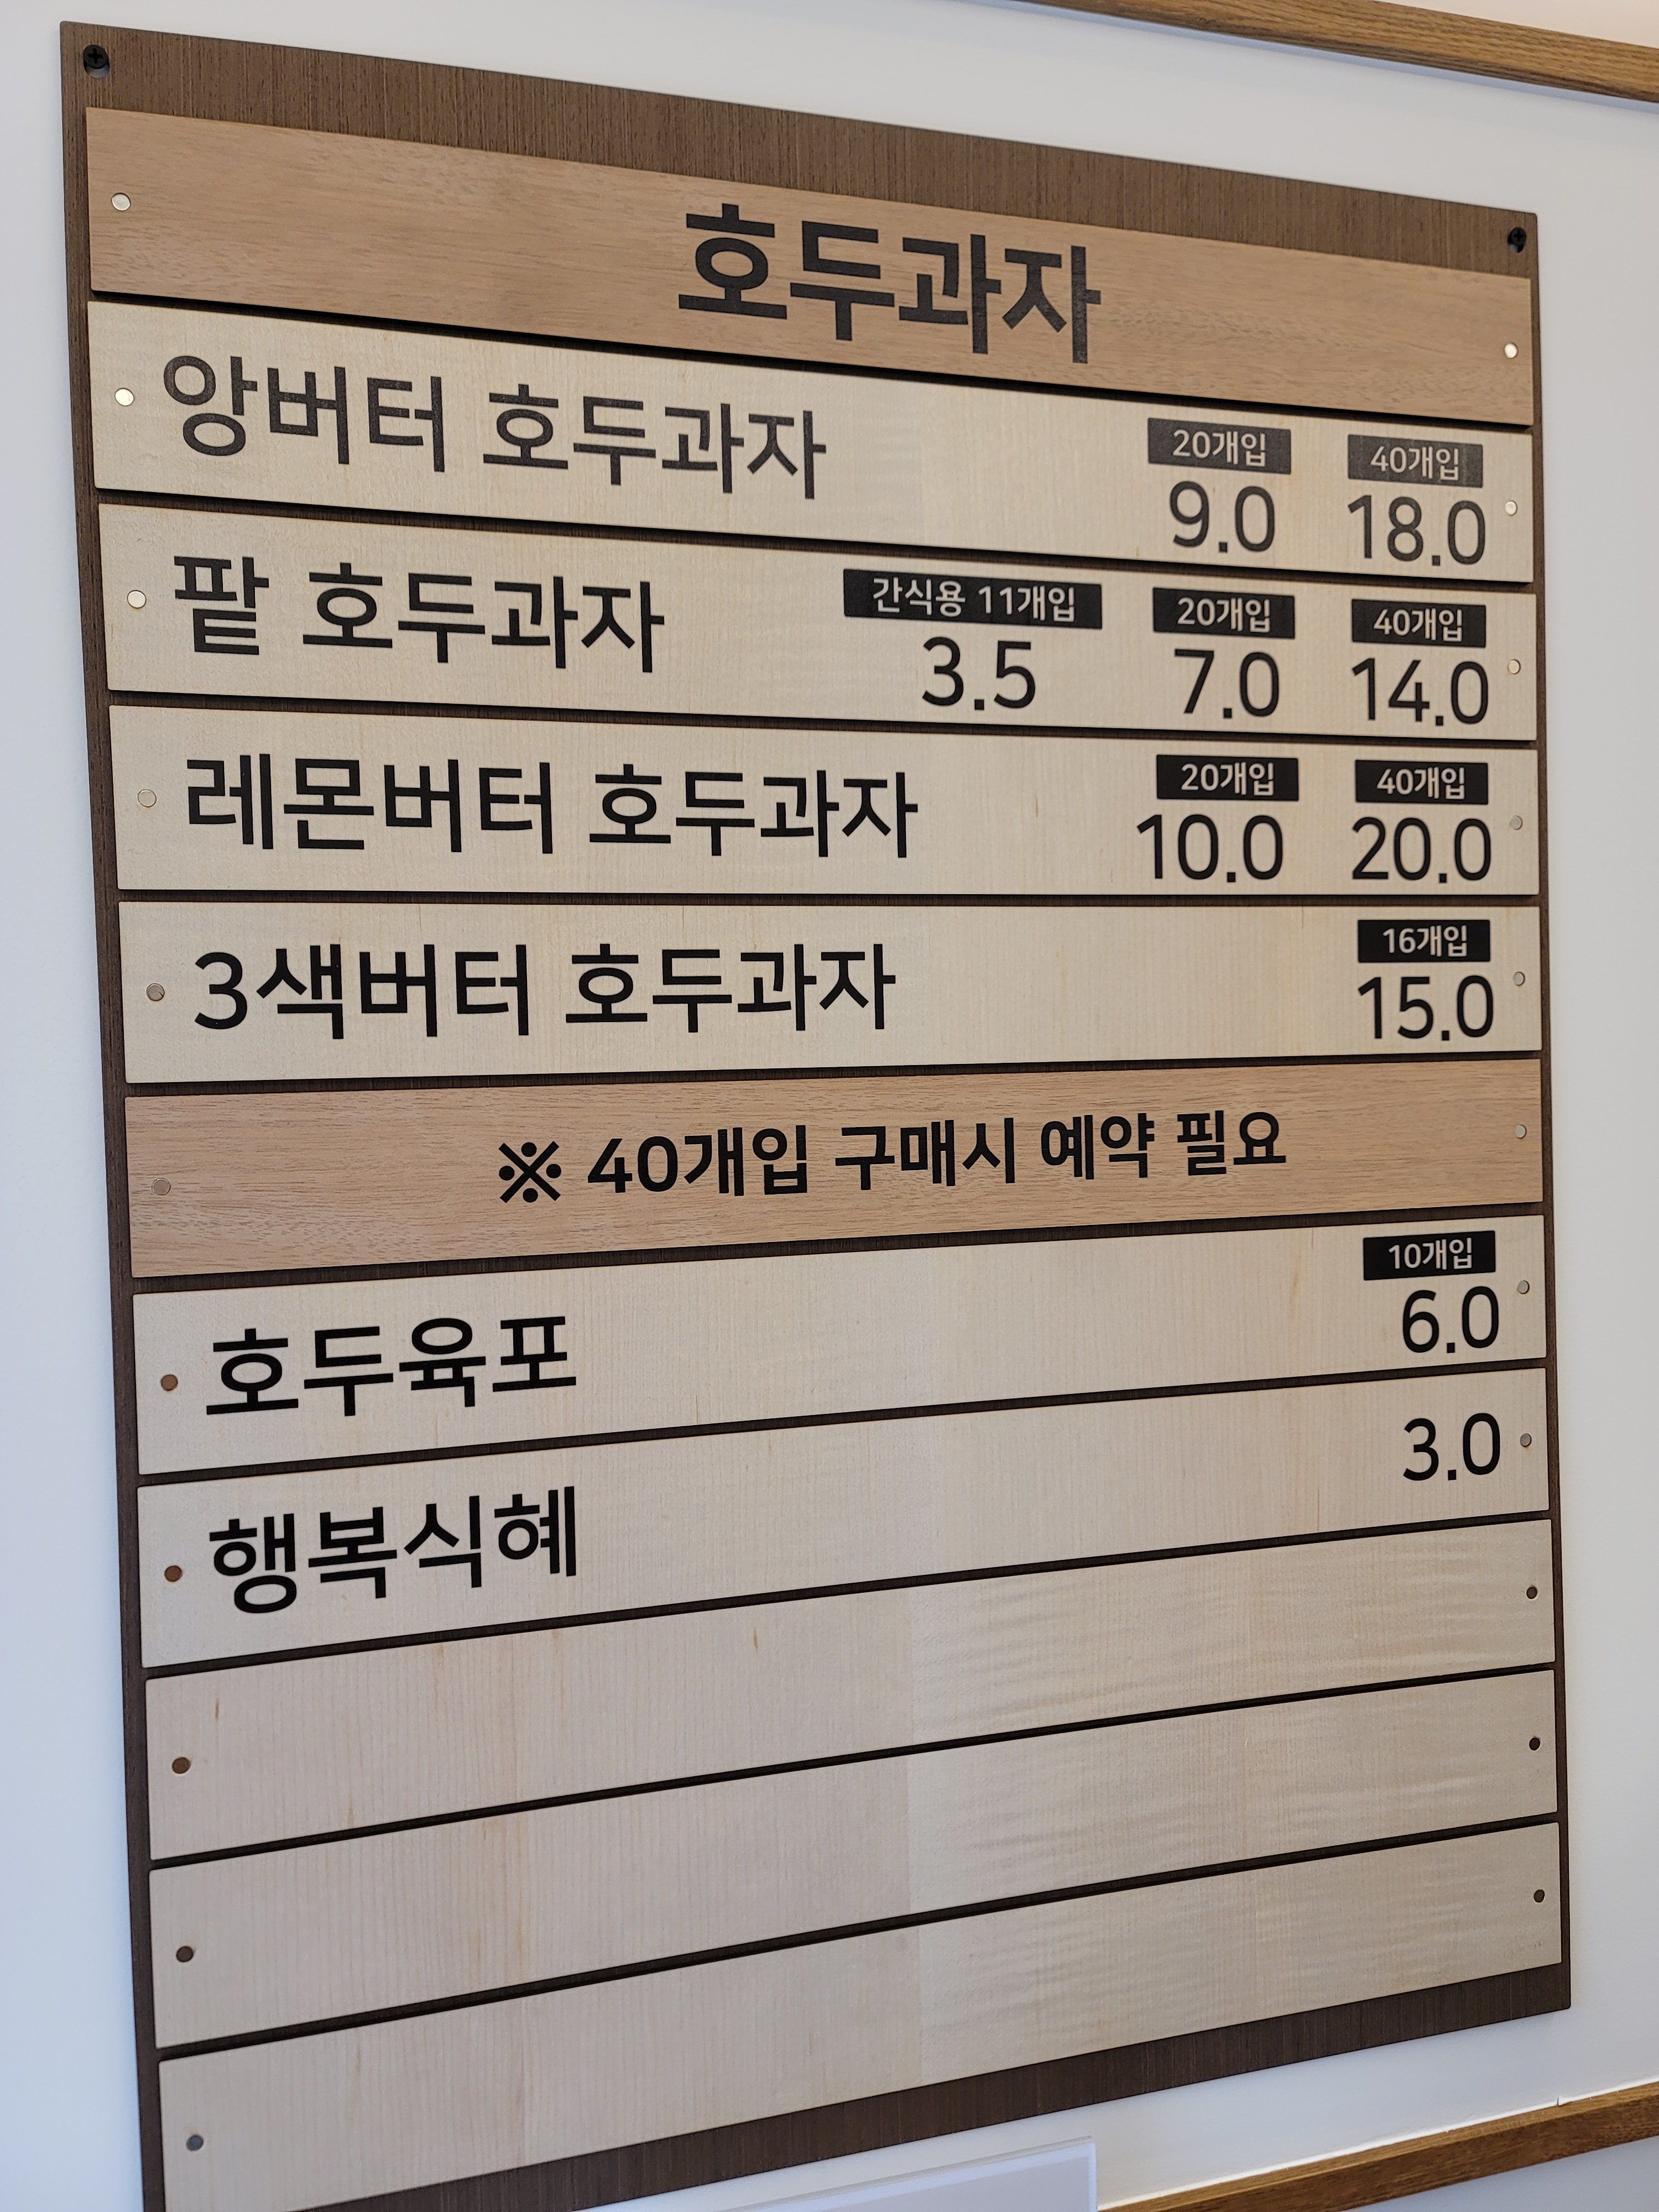 호두과자
앙버터 호두과자 20개입 9.0 40개입 18.0
팥 호두과자 간식용 11개입 3.5 20개입 7.0 40개입 14.0
레몬버터 호두과자 20개입 10.0 40개입 20.0
3색버터 호두과자 16개입 15.0
※ 40개입 구매시 예약 필요
호두육포 10개입 6.0
행복식혜 3.0